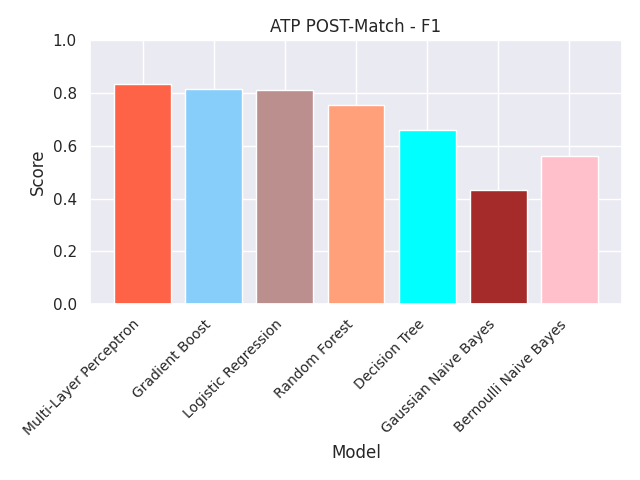 ATP POST-Match - F1
1.0
0.8
0.6
0.4
0.2
0.0
Score
Multi-Layer Perceptron
Gradient Boost
Logistic Regression
Random Forest
Decision Tree
Gaussian Naive Bayes
Bernoulli Naive Bayes
Model